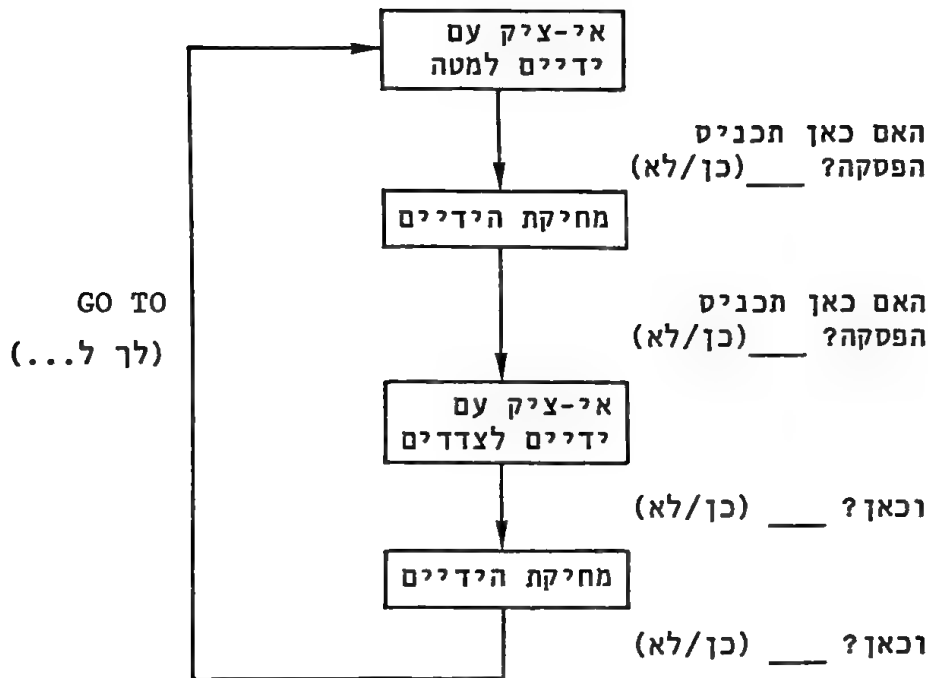 אי-ציק עם
ידיים למטה
האם כאן תכניס
הפסקה? ___(כן/לא)
מחיקת הידיים
GO TO
(לך ל...)
האם כאן תכניס
הפסקה? ___(כן/לא)
אי-ציק עם
ידיים לצדדים
וכאן? ___ (כן/לא)
מחיקת הידיים
וכאן? ___ (כן/לא)